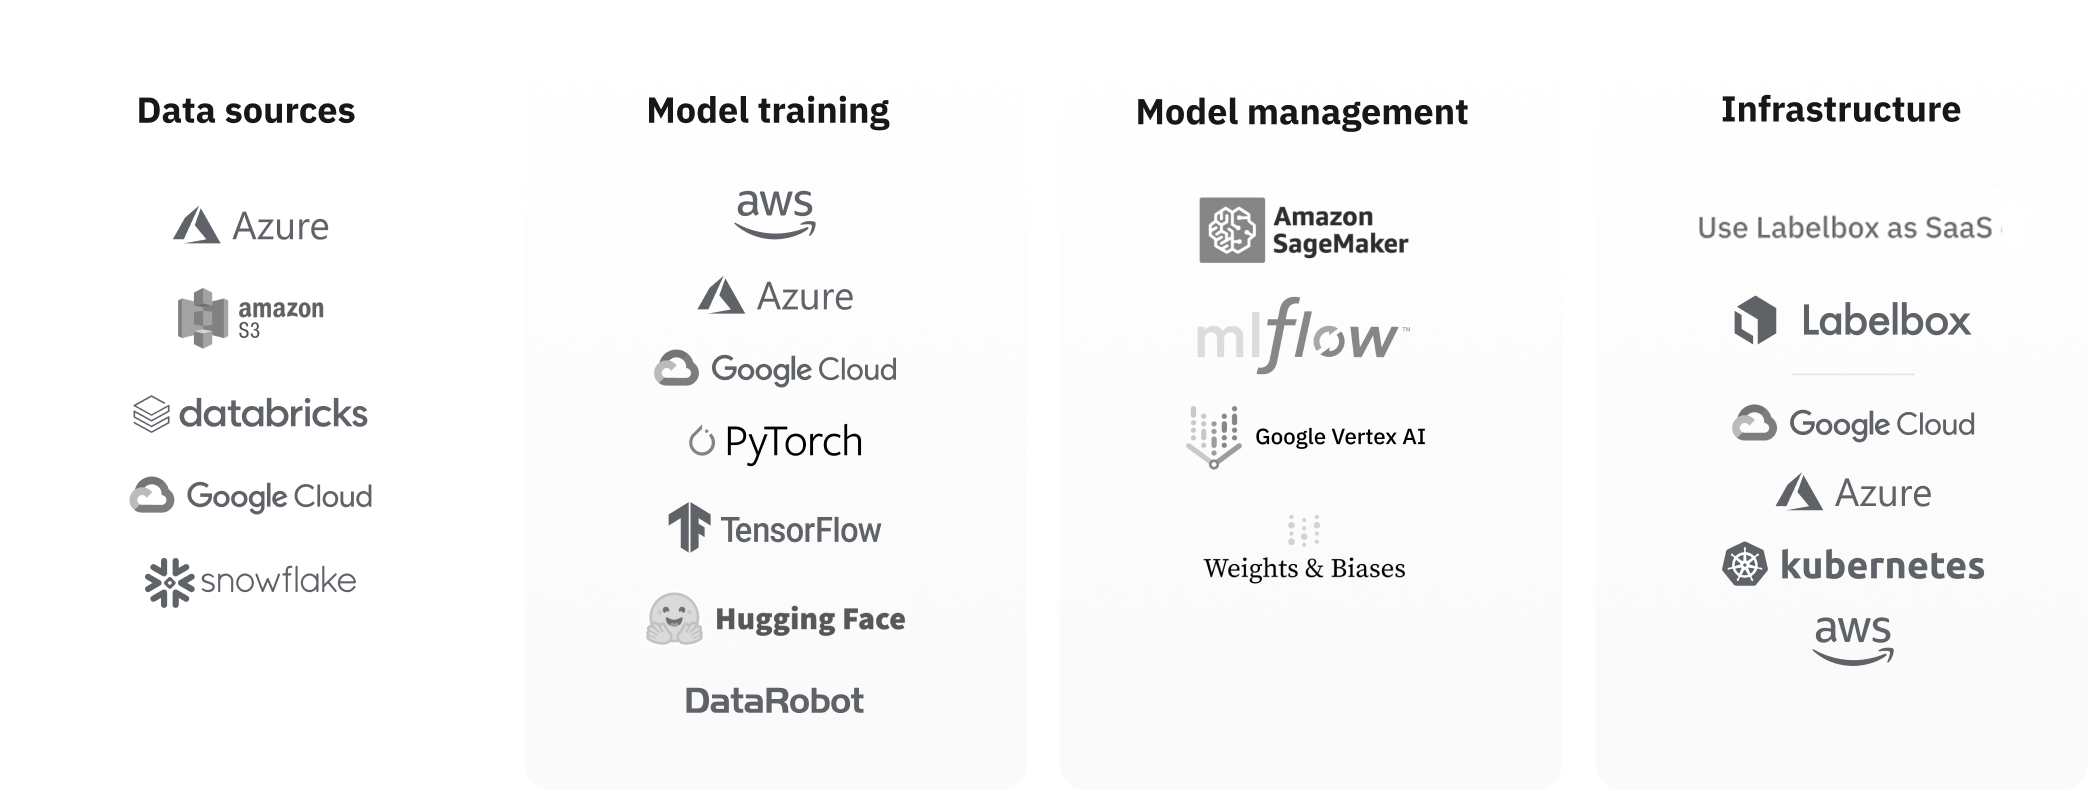 Data sources
Azure
amazon
S3
databricks
Google Cloud
snowflake
Model training
aws
Azure
Google Cloud
PyTorch
TensorFlow
Hugging Face
DataRobot
Model management
Amazon
SageMaker
mlflow™
Google Vertex AI
Weights & Biases
Infrastructure
Use Labelbox as SaaS
Labelbox
Google Cloud
Azure
kubernetes
aws